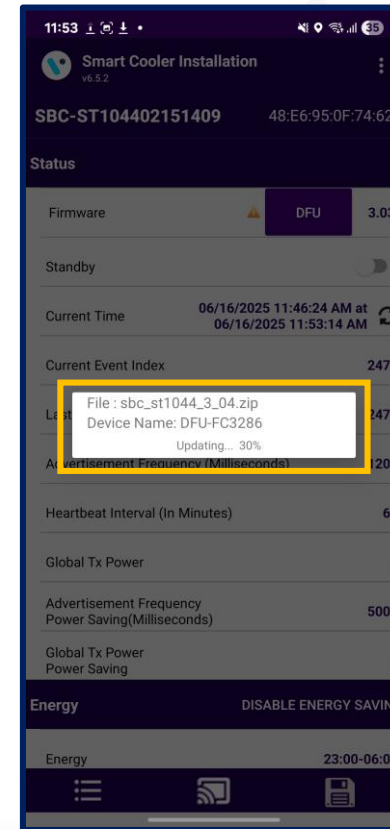 11:53
35
Smart Cooler Installation
v6.5.2
SBC-ST104402151409 48:E6:95:0F:74:62
Status
Firmware DFU 3.03
Standby
Current Time 06/16/2025 11:46:24 AM at
06/16/2025 11:53:14 AM
Current Event Index 247
File : sbc_st1044_3_04.zip
Last 247
Device Name: DFU-FC3286
Updating... 30%
Advertisement Frequency (Milliseconds) 120
Heartbeat Interval (In Minutes) 6
Global Tx Power
Advertisement Frequency
Power Saving(Milliseconds) 500
Global Tx Power
Power Saving
Energy DISABLE ENERGY SAVIN
Energy 23:00-06:0